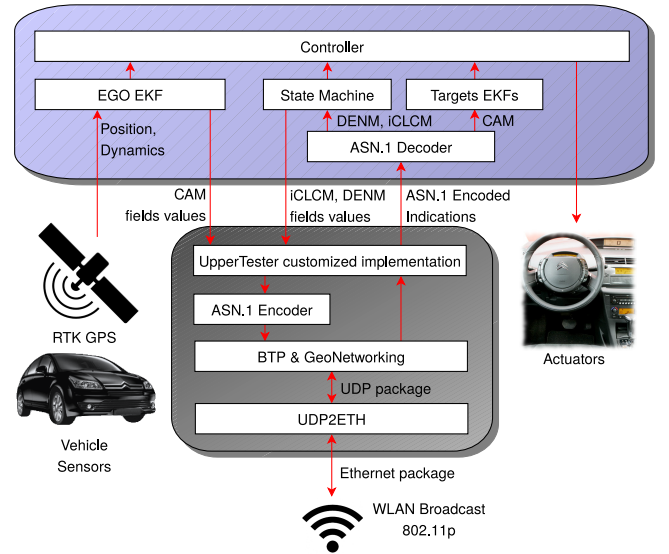 Controller
EGO EKF
State Machine
Targets EKFs
Position,
Dynamics
DENM, iCLCM
CAM
ASN.1 Decoder
CAM
fields values
iCLCM, DENM
fields values
ASN.1 Encoded
Indications
UpperTester customized implementation
ASN.1 Encoder
RTK GPS
BTP & GeoNetworking
Actuators
UDP package
UDP2ETH
Vehicle
Sensors
Ethernet package
WLAN Broadcast
802.11p